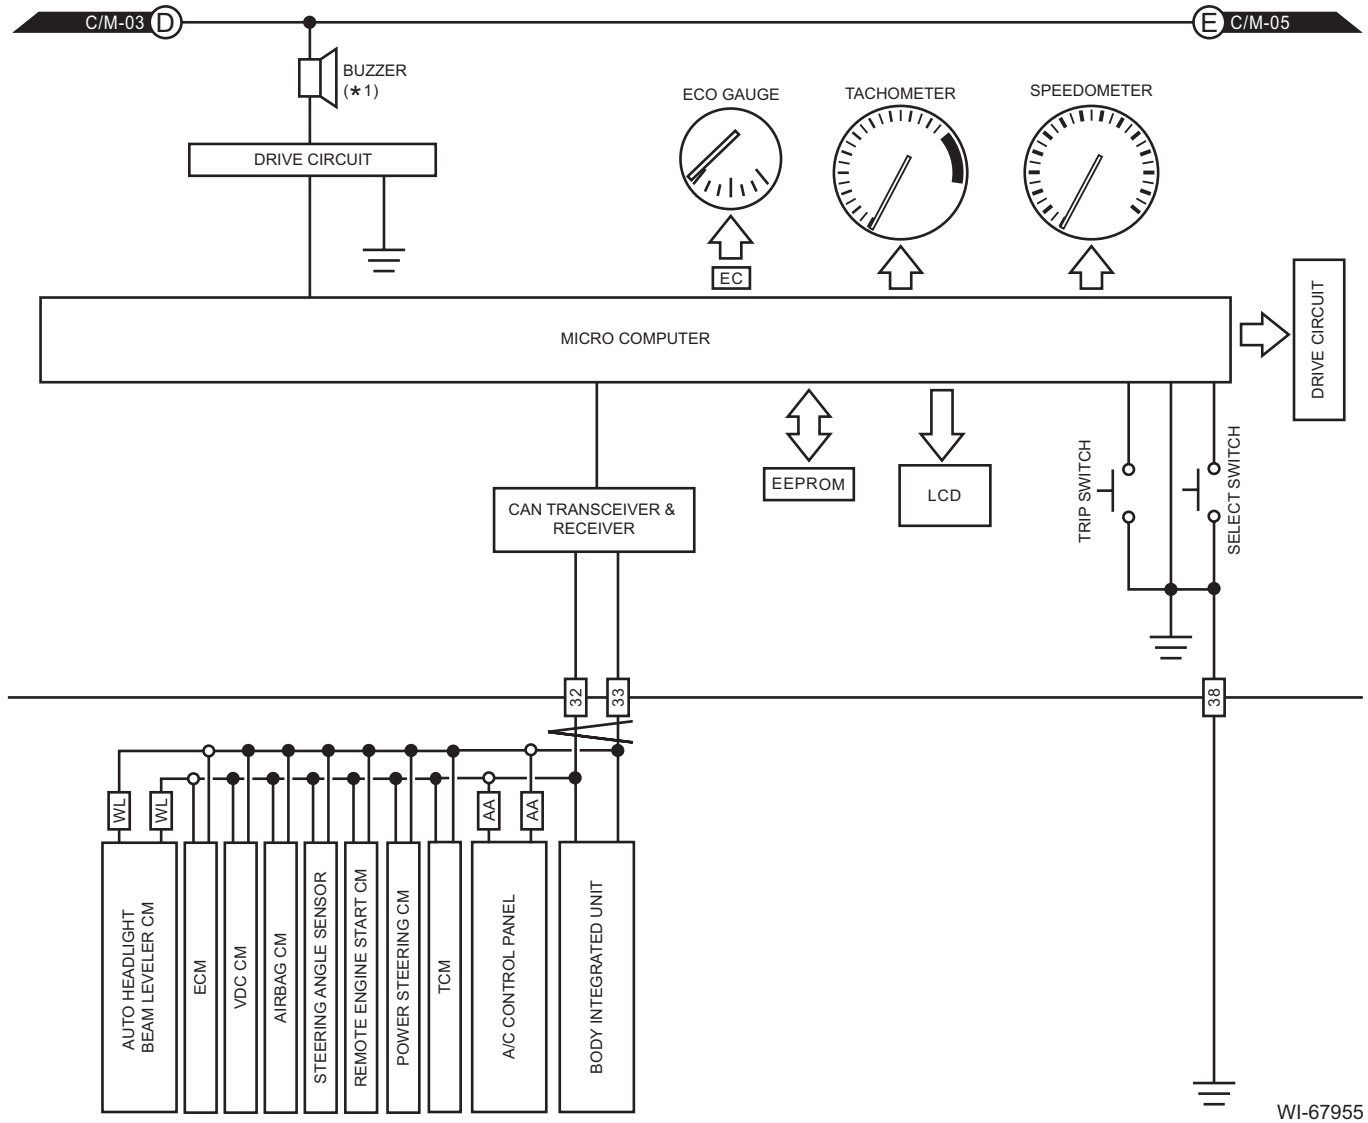 C/M-03 D
E C/M-05
BUZZER
(*1)
ECO GAUGE
TACHOMETER
SPEEDOMETER
DRIVE CIRCUIT
EC
MICRO COMPUTER
DRIVE CIRCUIT
CAN TRANSCEIVER &
RECEIVER
EEPROM
LCD
TRIP SWITCH
SELECT SWITCH
32
33
38
WL
WL
AA
AA
AUTO HEADLIGHT
BEAM LEVELER CM
ECM
VDC CM
AIRBAG CM
STEERING ANGLE SENSOR
REMOTE ENGINE START CM
POWER STEERING CM
TCM
A/C CONTROL PANEL
BODY INTEGRATED UNIT
WI-67955